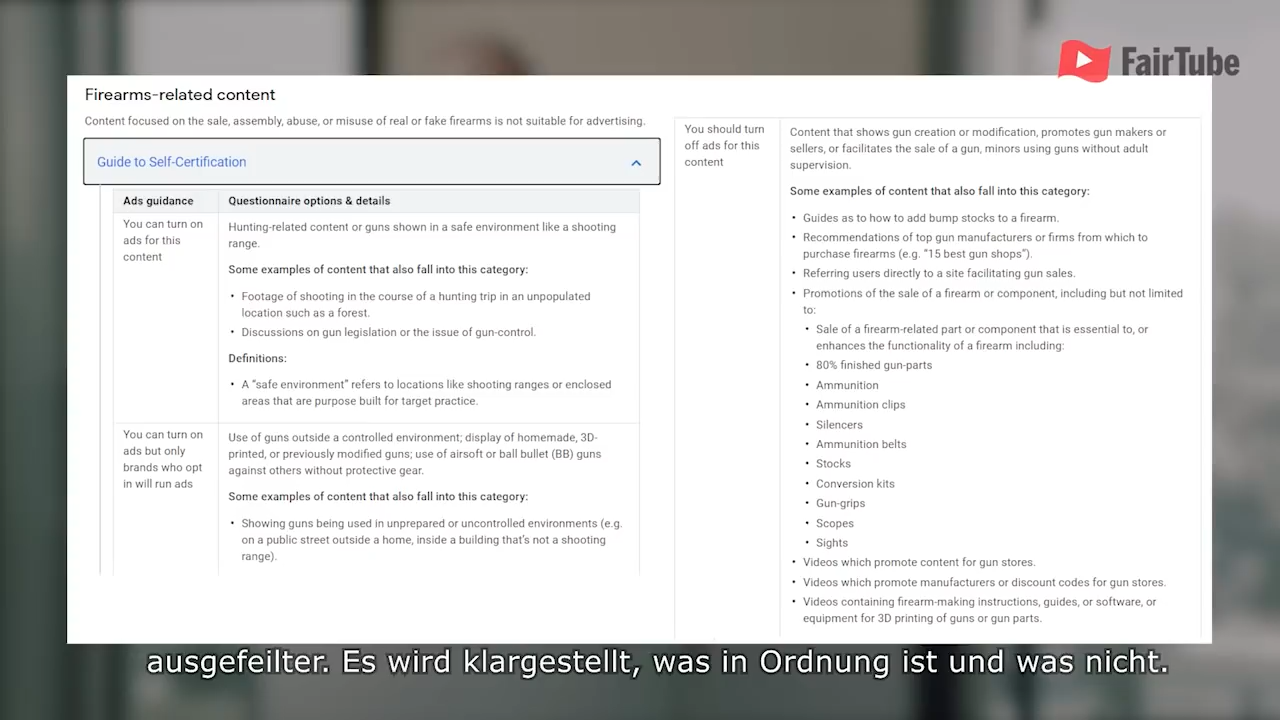 FairTube
Firearms-related content
Content focused on the sale, assembly, abuse, or misuse of real or fake firearms is not suitable for advertising.
Guide to Self-Certification
Ads guidance
Questionnaire options & details
You can turn on
ads for this
content
Hunting-related content or guns shown in a safe environment like a shooting
range.
Some examples of content that also fall into this category:
• Footage of shooting in the course of a hunting trip in an unpopulated
location such as a forest.
• Discussions on gun legislation or the issue of gun-control.
Definitions:
• A “safe environment” refers to locations like shooting ranges or enclosed
areas that are purpose built for target practice.
You can turn on
ads but only
brands who opt
in will run ads
Use of guns outside a controlled environment; display of homemade, 3D-
printed, or previously modified guns; use of airsoft or ball bullet (BB) guns
against others without protective gear.
Some examples of content that also fall into this category:
• Showing guns being used in unprepared or uncontrolled environments (e.g.
on a public street outside a home, inside a building that’s not a shooting
range).
You should turn
off ads for this
content
Content that shows gun creation or modification, promotes gun makers or
sellers, or facilitates the sale of a gun, minors using guns without adult
supervision.
Some examples of content that also fall into this category:
• Guides as to how to add bump stocks to a firearm.
• Recommendations of top gun manufacturers or firms from which to
purchase firearms (e.g. “15 best gun shops”).
• Referring users directly to a site facilitating gun sales.
• Promotions of the sale of a firearm or component, including but not limited
to:
• Sale of a firearm-related part or component that is essential to, or
enhances the functionality of a firearm including:
• 80% finished gun-parts
• Ammunition
• Ammunition clips
• Silencers
• Ammunition belts
• Stocks
• Conversion kits
• Gun-grips
• Scopes
• Sights
• Videos which promote content for gun stores.
• Videos which promote manufacturers or discount codes for gun stores.
• Videos containing firearm-making instructions, guides, or software, or
equipment for 3D printing of guns or gun parts.
ausgefeilter. Es wird klargestellt, was in Ordnung ist und was nicht.